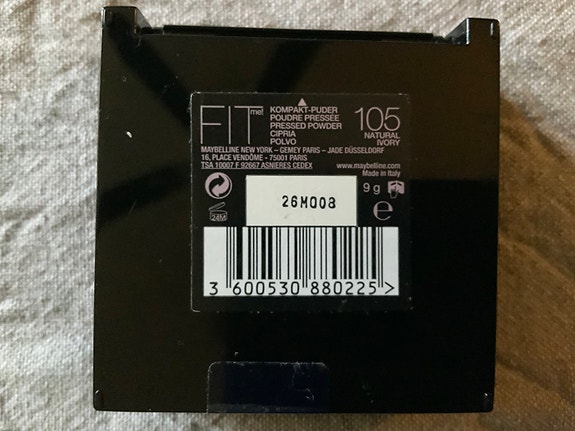 FIT me!
KOMPAKT-PUDER
POUDRE PRESSÉE
PRESSED POWDER
CIPRIA
POLVO
105
NATURAL
IVORY
MAYBELLINE NEW YORK – GEMEY PARIS – JADE DÜSSELDORF
16, PLACE VENDÔME - 75001 PARIS
TSA 10007 F 92667 ASNIERES CEDEX
www.maybelline.com
Made in Italy
9 g
24M
26M008
e
3 600530 880225 >